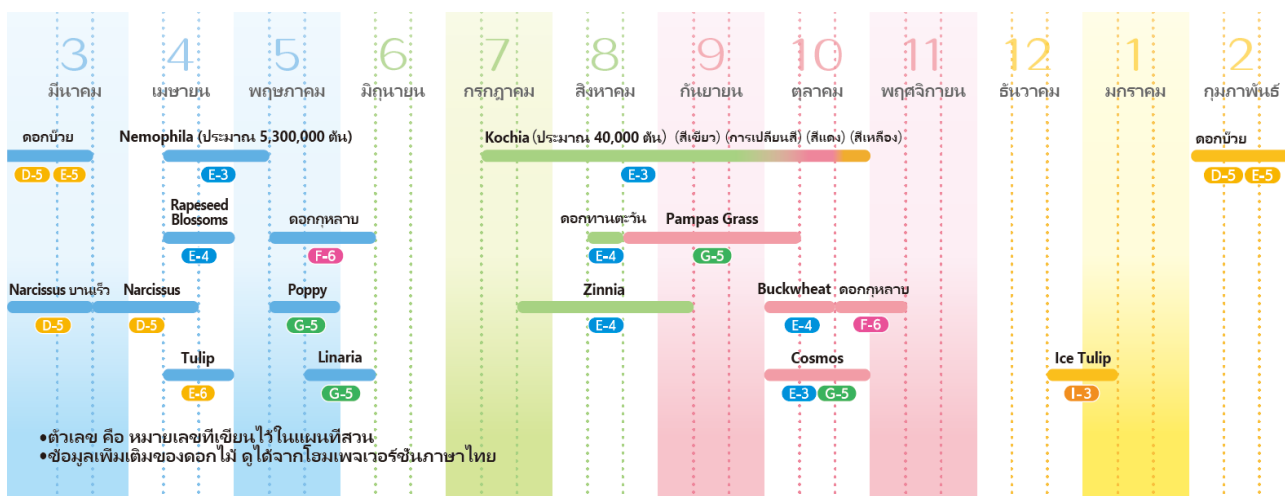 3 4 5 6 7 8 9 10 11 12 1 2
มีนาคม เมษายน พฤษภาคม มิถุนายน กรกฎาคม สิงหาคม กันยายน ตุลาคม พฤศจิกายน ธันวาคม มกราคม กุมภาพันธ์
ดอกบ๊วย Nemophila (ประมาณ 5,300,000 ต้น) Kochia (ประมาณ 40,000 ต้น) (สีเขียว) (การเปลี่ยนสี) (สีแดง) (สีเหลือง) ดอกบ๊วย
D-5 E-5 E-3 E-3 D-5 E-5
Rapeseed
Blossoms ดอกกุหลาบ ดอกทานตะวัน Pampas Grass
E-4 F-6 E-4 G-5
Narcissus บานเร็ว Narcissus Poppy Zinnia Buckwheat ดอกกุหลาบ
D-5 D-5 G-5 E-4 E-4 F-6
Tulip Linaria Cosmos Ice Tulip
E-6 G-5 E-3 G-5 I-3
•ตัวเลข คือ หมายเลขที่เขียนไว้ในแผนที่สวน
•ข้อมูลเพิ่มเติมของดอกไม้ ดูได้จากโฮมเพจเวอร์ชันภาษาไทย